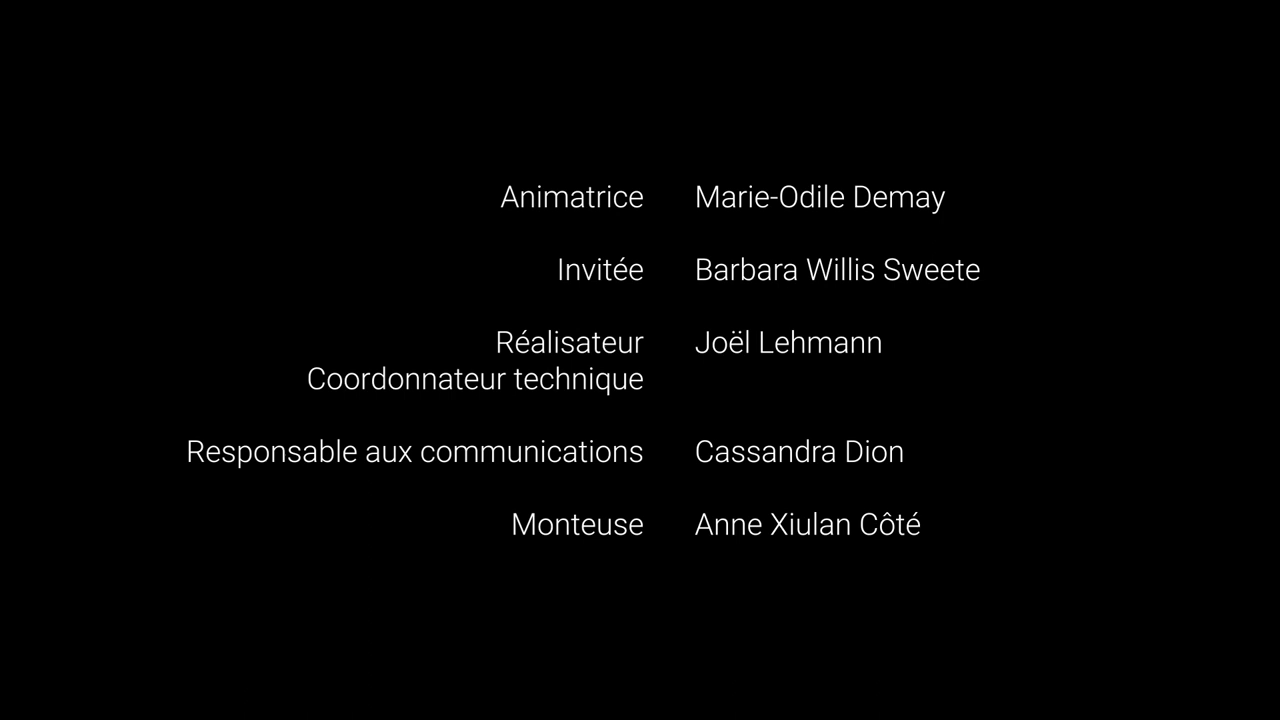 Animatrice Marie-Odile Demay
Invitée Barbara Willis Sweete
Réalisateur Joël Lehmann
Coordonnateur technique
Responsable aux communications Cassandra Dion
Monteuse Anne Xiulan Côté